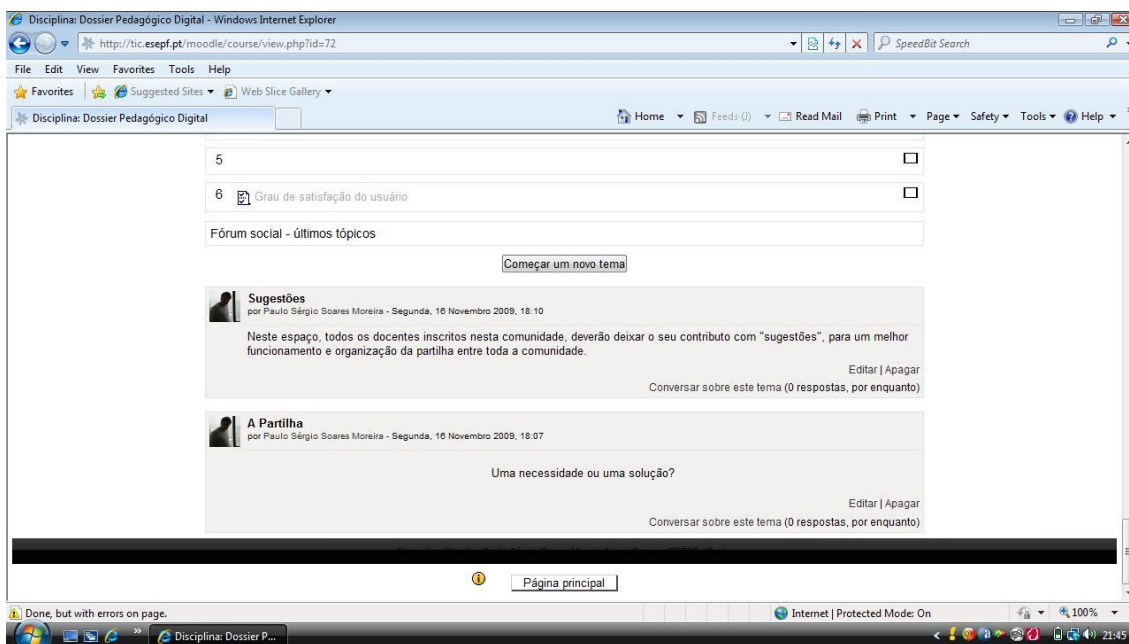 Disciplina: Dossier Pedagógico Digital - Windows Internet Explorer
http://tic.esepf.pt/moodle/course/view.php?id=72
SpeedBit Search
File Edit View Favorites Tools Help
Favorites Suggested Sites Web Slice Gallery
Disciplina: Dossier Pedagógico Digital
Home Feeds (J) Read Mail Print Page Safety Tools Help
5
6 Grau de satisfação do usuário
Fórum social - últimos tópicos
Começar um novo tema
Sugestões
por Paulo Sérgio Soares Moreira - Segunda, 16 Novembro 2009, 18:10
Neste espaço, todos os docentes inscritos nesta comunidade, deverão deixar o seu contributo com "sugestões", para um melhor
funcionamento e organização da partilha entre toda a comunidade.
Editar | Apagar
Conversar sobre este tema (0 respostas, por enquanto)
A Partilha
por Paulo Sérgio Soares Moreira - Segunda, 16 Novembro 2009, 18:07
Uma necessidade ou uma solução?
Editar | Apagar
Conversar sobre este tema (0 respostas, por enquanto)
Página principal
Done, but with errors on page.
Internet | Protected Mode: On
100%
Disciplina: Dossier P...
21:45